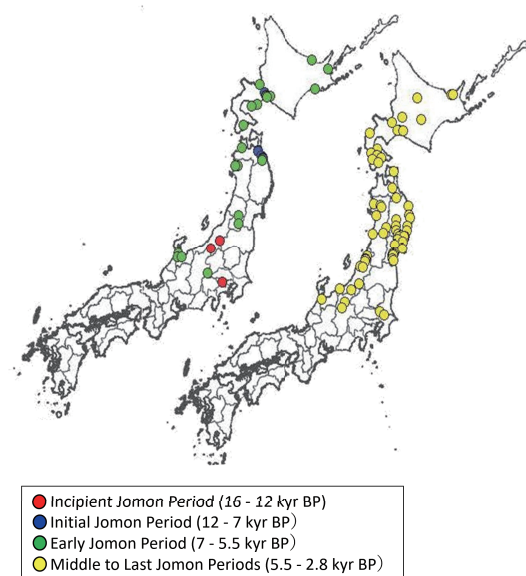 Incipient Jomon Period (16 - 12 kyr BP)
Initial Jomon Period (12 - 7 kyr BP）
Early Jomon Period (7 - 5.5 kyr BP）
Middle to Last Jomon Periods (5.5 - 2.8 kyr BP）